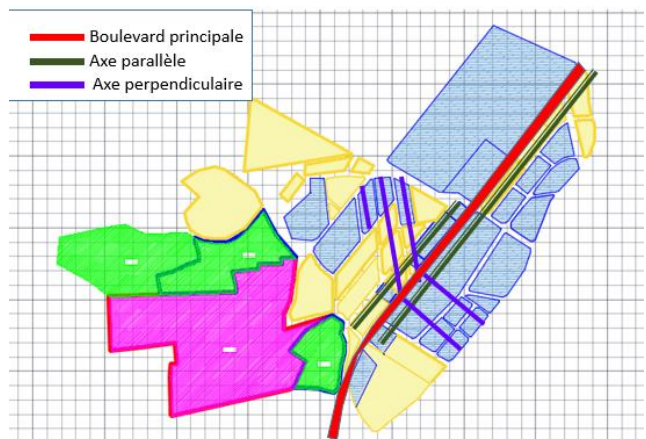 Boulevard principale
Axe parallèle
Axe perpendiculaire